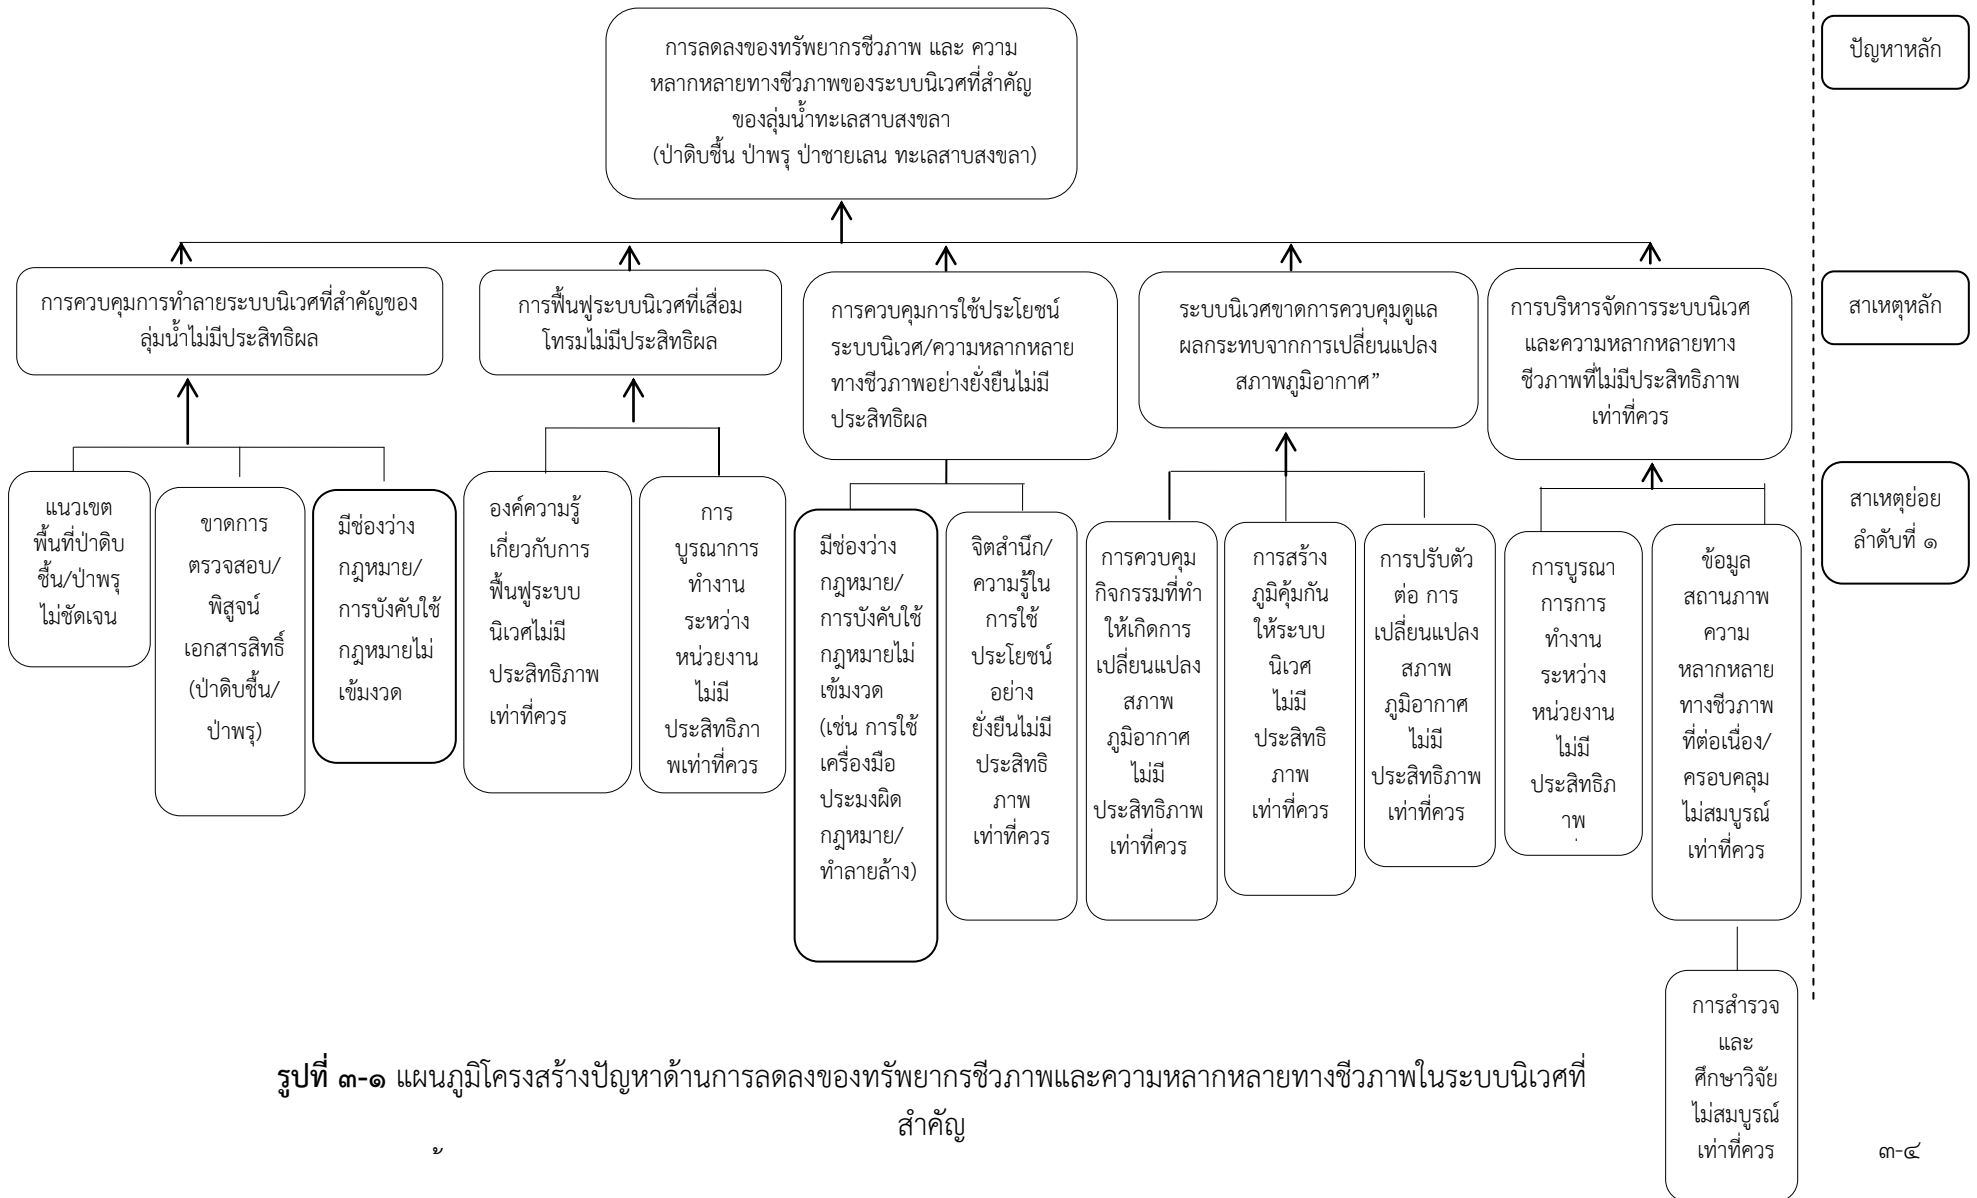 การลดลงของทรัพยากรชีวภาพ และ ความ
หลากหลายทางชีวภาพของระบบนิเวศที่สำคัญ
ของลุ่มน้ำทะเลสาบสงขลา
(ป่าดิบชื้น ป่าพรุ ป่าชายเลน ทะเลสาบสงขลา)
ปัญหาหลัก
การควบคุมการทำลายระบบนิเวศที่สำคัญของ
ลุ่มน้ำไม่มีประสิทธิผล
การฟื้นฟูระบบนิเวศที่เสื่อม
โทรมไม่มีประสิทธิผล
การควบคุมการใช้ประโยชน์
ระบบนิเวศ/ความหลากหลาย
ทางชีวภาพอย่างยั่งยืนไม่มี
ประสิทธิผล
ระบบนิเวศขาดการควบคุมดูแล
ผลกระทบจากการเปลี่ยนแปลง
สภาพภูมิอากาศ”
การบริหารจัดการระบบนิเวศ
และความหลากหลายทาง
ชีวภาพที่ไม่มีประสิทธิภาพ
เท่าที่ควร
สาเหตุหลัก
แนวเขต
พื้นที่ป่าดิบ
ชื้น/ป่าพรุ
ไม่ชัดเจน
ขาดการ
ตรวจสอบ/
พิสูจน์
เอกสารสิทธิ์
(ป่าดิบชื้น/
ป่าพรุ)
มีช่องว่าง
กฎหมาย/
การบังคับใช้
กฎหมายไม่
เข้มงวด
องค์ความรู้
เกี่ยวกับการ
ฟื้นฟูระบบ
นิเวศไม่มี
ประสิทธิภาพ
เท่าที่ควร
การ
บูรณาการ
ทำงาน
ระหว่าง
หน่วยงาน
ไม่มี
ประสิทธิภา
พเท่าที่ควร
มีช่องว่าง
กฎหมาย/
การบังคับใช้
กฎหมายไม่
เข้มงวด
(เช่น การใช้
เครื่องมือ
ประมงผิด
กฎหมาย/
ทำลายล้าง)
จิตสำนึก/
ความรู้ใน
การใช้
ประโยชน์
อย่าง
ยั่งยืนไม่มี
ประสิทธิ
ภาพ
เท่าที่ควร
การควบคุม
กิจกรรมที่ทำ
ให้เกิดการ
เปลี่ยนแปลง
สภาพ
ภูมิอากาศ
ไม่มี
ประสิทธิภาพ
เท่าที่ควร
การสร้าง
ภูมิคุ้มกัน
ให้ระบบ
นิเวศ
ไม่มี
ประสิทธิ
ภาพ
เท่าที่ควร
การปรับตัว
ต่อ การ
เปลี่ยนแปลง
สภาพ
ภูมิอากาศ
ไม่มี
ประสิทธิภาพ
เท่าที่ควร
การบูรณา
การการ
ทำงาน
ระหว่าง
หน่วยงาน
ไม่มี
ประสิทธิภ
าพ
ข้อมูล
สถานภาพ
ความ
หลากหลาย
ทางชีวภาพ
ที่ต่อเนื่อง/
ครอบคลุม
ไม่สมบูรณ์
เท่าที่ควร
สาเหตุย่อย
ลำดับที่ ๑
การสำรวจ
และ
ศึกษาวิจัย
ไม่สมบูรณ์
เท่าที่ควร
รูปที่ ๓-๑ แผนภูมิโครงสร้างปัญหาด้านการลดลงของทรัพยากรชีวภาพและความหลากหลายทางชีวภาพในระบบนิเวศที่
สำคัญ
๓-๔